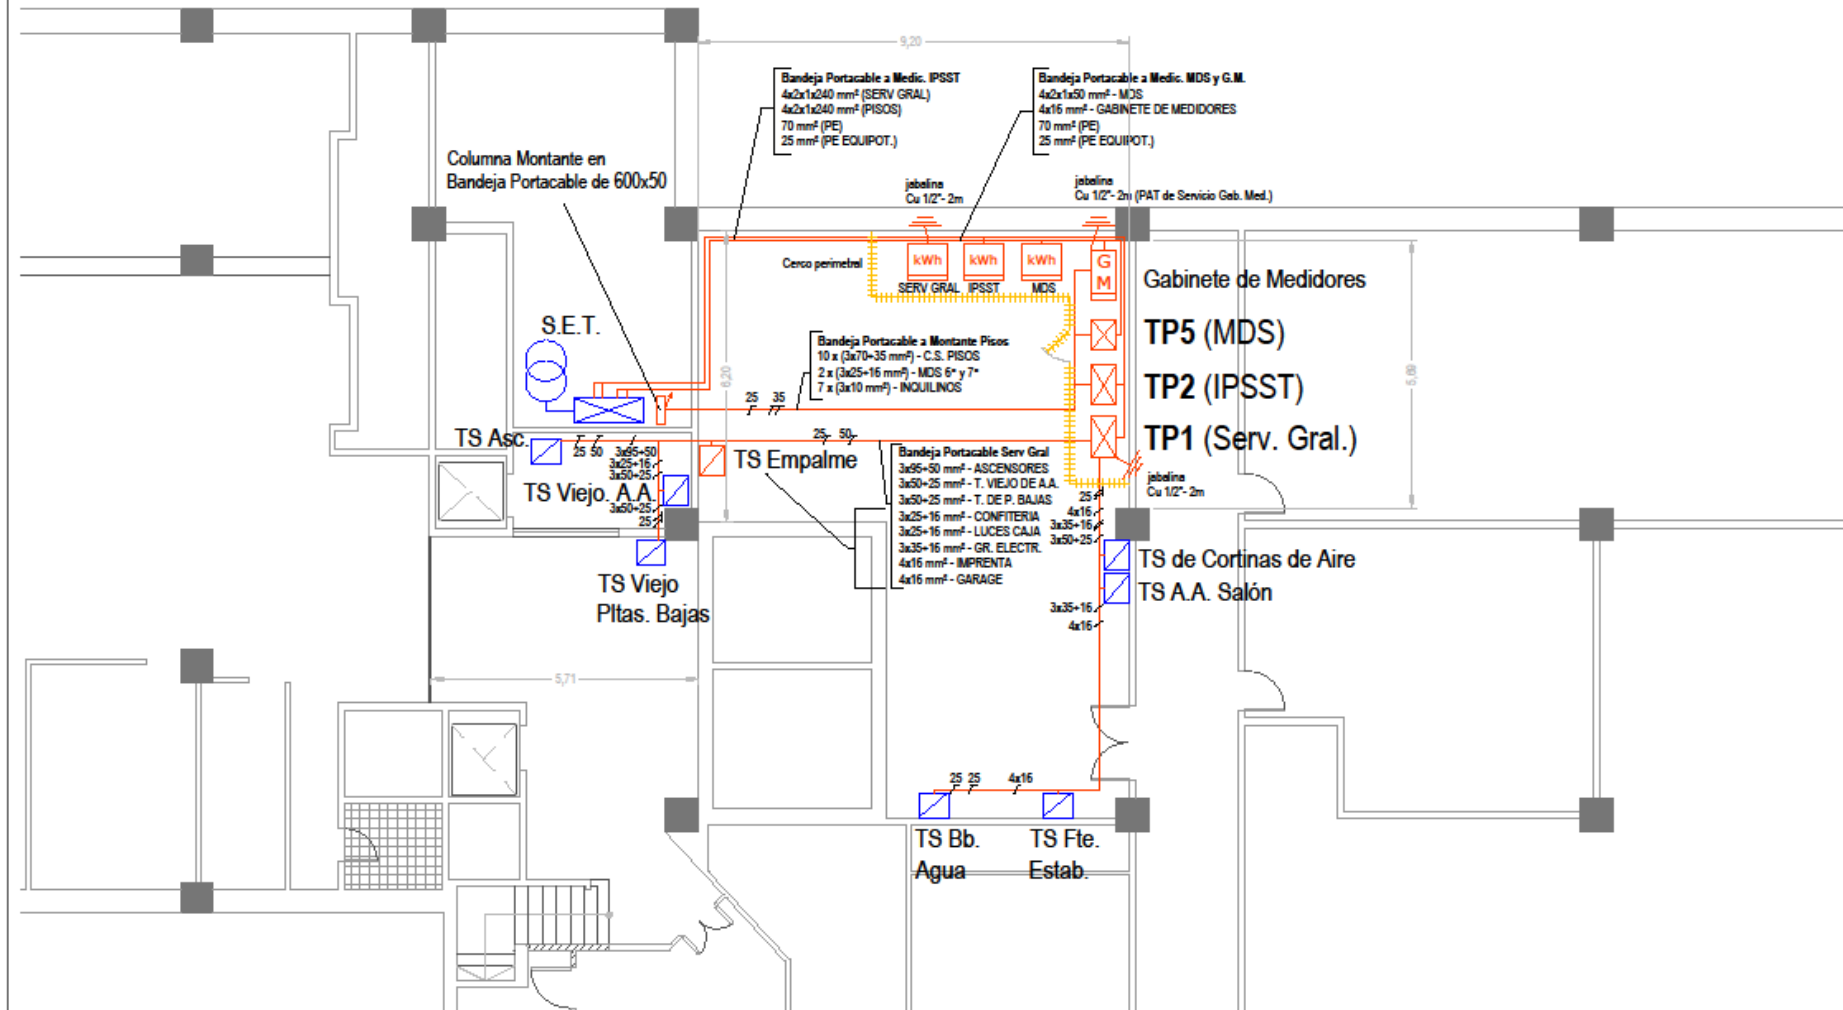 9,20
Bandeja Portacable a Medic. IPSST
4x2x1x240 mm² (SERV GRAL)
4x2x1x240 mm² (PISOS)
70 mm² (PE)
25 mm² (PE EQUIPOT.)
Bandeja Portacable a Medic. MDS y G.M.
4x2x1x50 mm² - MDS
4x16 mm² - GABINETE DE MEDIDORES
70 mm² (PE)
25 mm² (PE EQUIPOT.)
Columna Montante en
Bandeja Portacable de 600x50
jabalina
Cu 1/2"- 2m
jabalina
Cu 1/2"- 2m (PAT de Servicio Gab. Med.)
Cerco perimetral
kWh
kWh
kWh
G
M
SERV GRAL
IPSST
MDS
Gabinete de Medidores
S.E.T.
TP5 (MDS)
Bandeja Portacable a Montante Pisos
10 x (3x70+35 mm²) - C.S. PISOS
2 x (3x25+16 mm²) - MDS 6° y 7°
7 x (3x10 mm²) - INQUILINOS
6,20
5,69
TP2 (IPSST)
25
35
TS Asc.
25 50
3x95+50
3x25+16
3x50+25
25
50
TP1 (Serv. Gral.)
TS Empalme
Bandeja Portacable Serv Gral
3x95+50 mm² - ASCENSORES
3x50+25 mm² - T. VIEJO DE A.A.
3x50+25 mm² - T. DE P. BAJAS
3x25+16 mm² - CONFITERIA
3x25+16 mm² - LUCES CAJA
3x35+16 mm² - GR. ELECTR.
4x16 mm² - IMPRENTA
4x16 mm² - GARAGE
TS Viejo. A.A.
3x50+25
25
jabalina
Cu 1/2"- 2m
25
4x16
3x35+16
3x50+25
TS de Cortinas de Aire
TS A.A. Salón
TS Viejo
Pltas. Bajas
3x35+16
4x16
5,71
25 25
4x16
TS Bb.
Agua
TS Fte.
Estab.